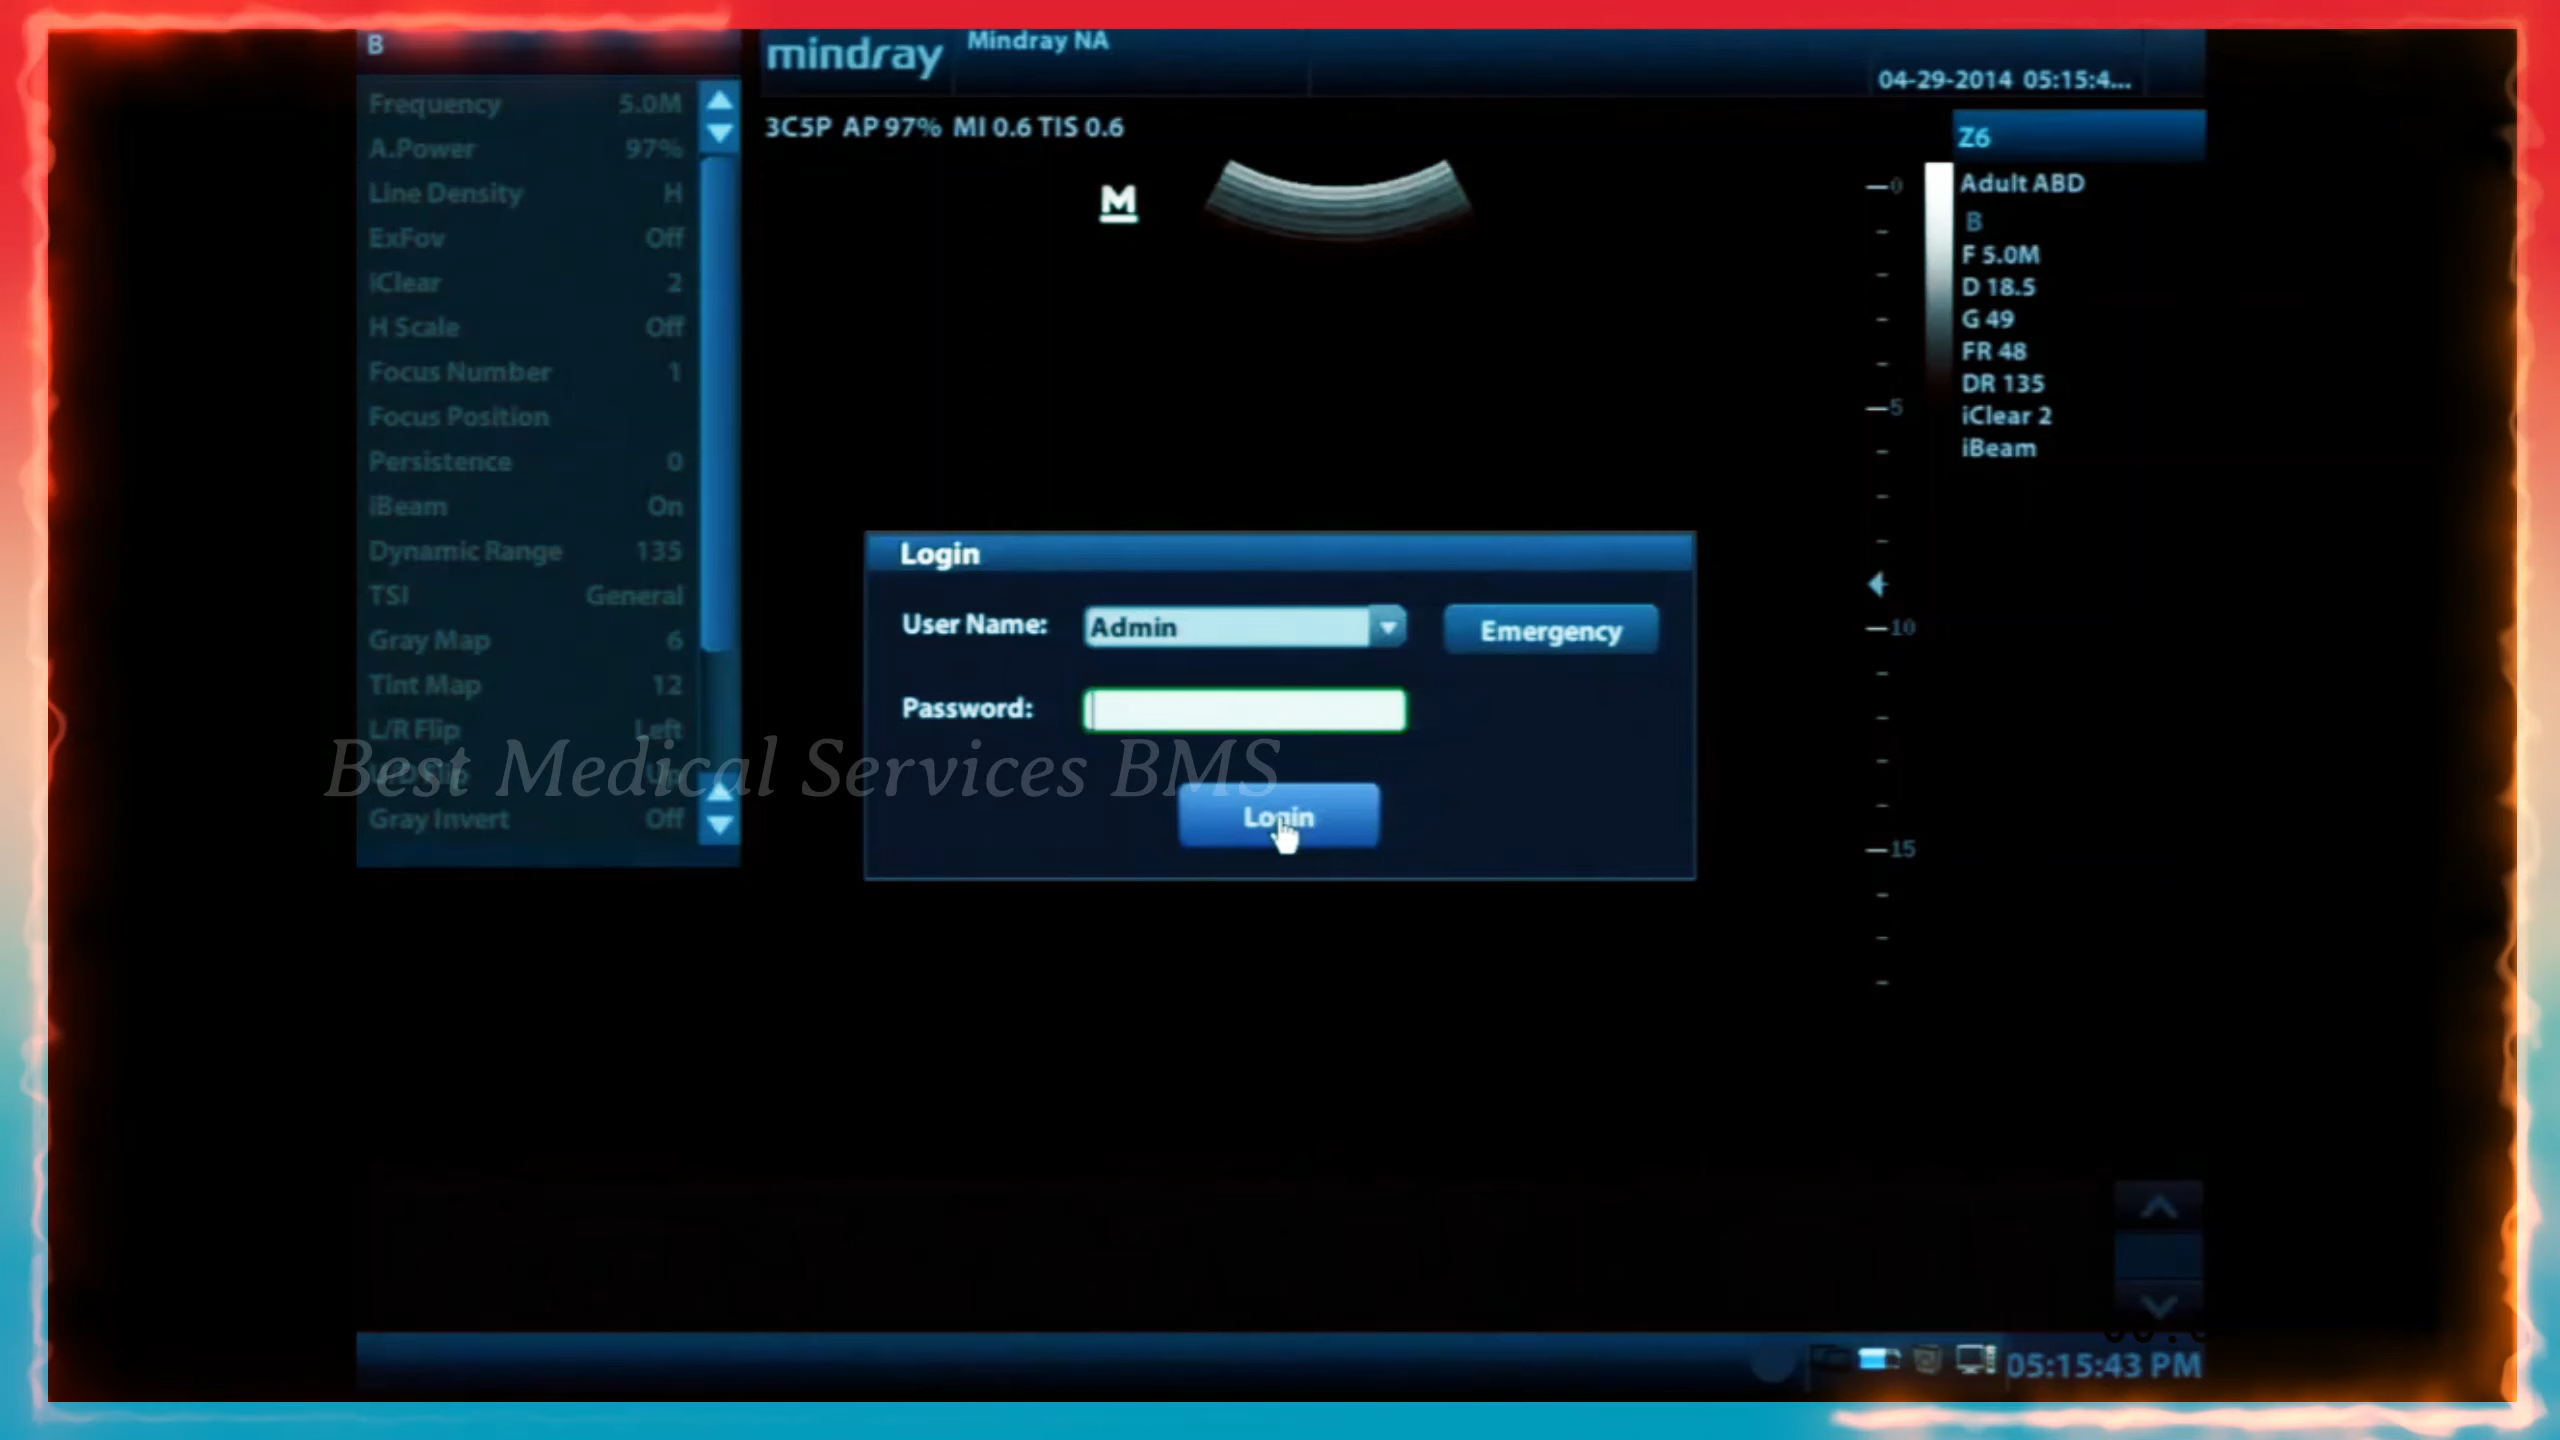 B
mindray
Mindray NA
04-29-2014 05:15:4...
Frequency 5.0M
A.Power 97%
Line Density H
ExFov Off
iClear 2
H Scale Off
Focus Number 1
Focus Position
Persistence 0
iBeam On
Dynamic Range 135
TSI General
Gray Map 6
Tint Map 12
L/R Flip Left
U/D Flip Up
Gray Invert Off
3C5P AP 97% MI 0.6 TIS 0.6
M
Z6
Adult ABD
B
F 5.0M
D 18.5
G 49
FR 48
DR 135
iClear 2
iBeam
0
5
10
15
Login
User Name: Admin Emergency
Password:
Login
Best Medical Services BMS
05:15:43 PM